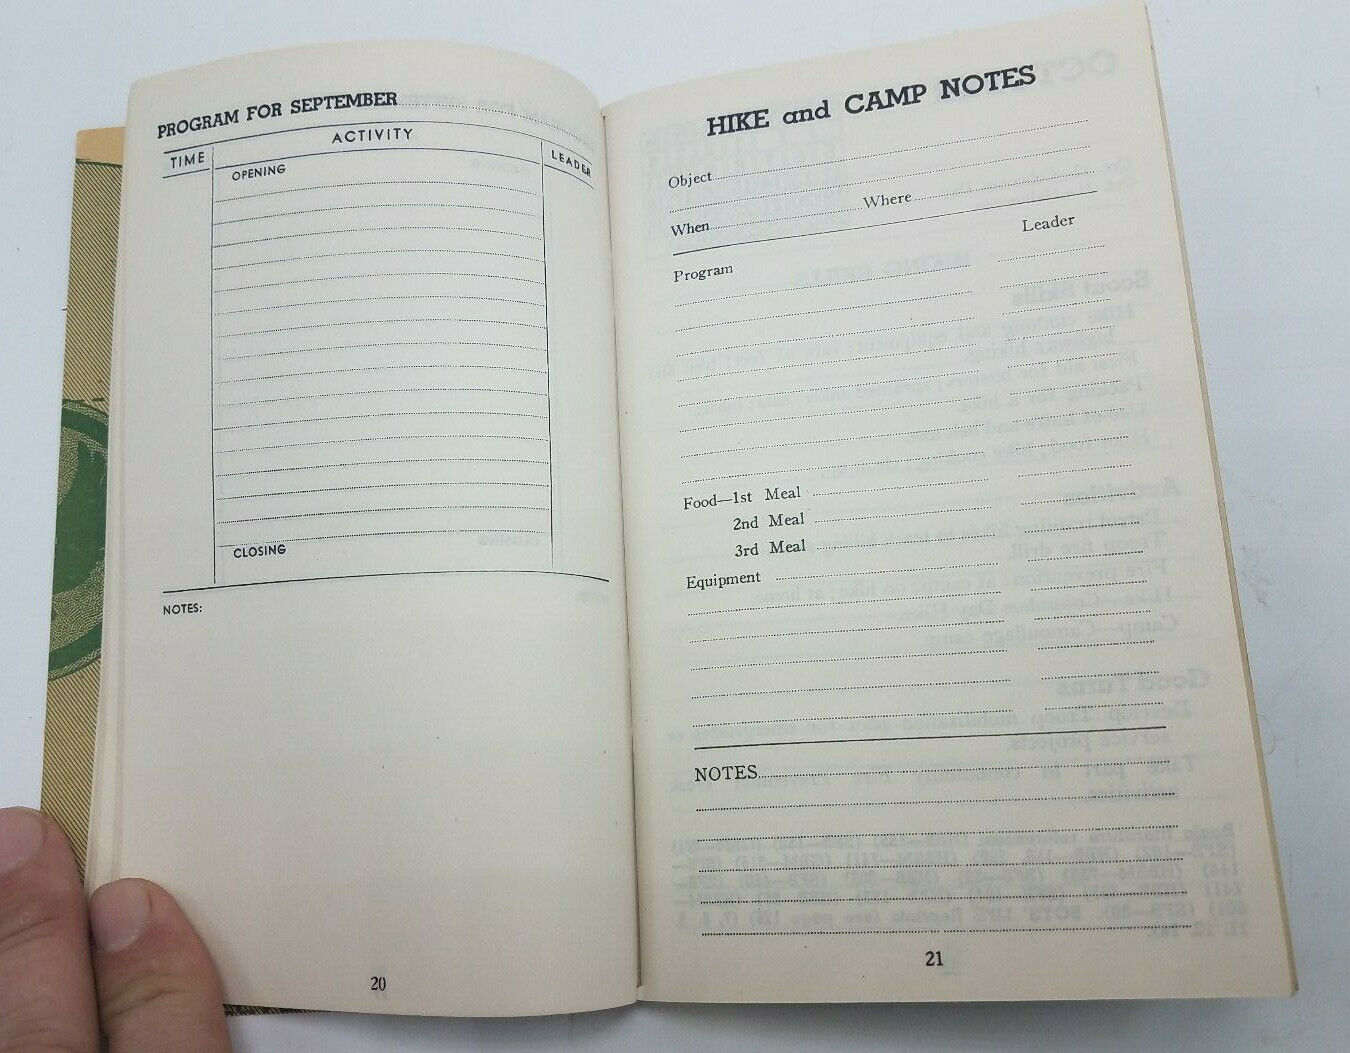 PROGRAM FOR SEPTEMBER
TIME
ACTIVITY
LEADER
OPENING
CLOSING
NOTES:
20
HIKE and CAMP NOTES
Object
When Where
Leader
Program
Food—1st Meal
2nd Meal
3rd Meal
Equipment
NOTES
21